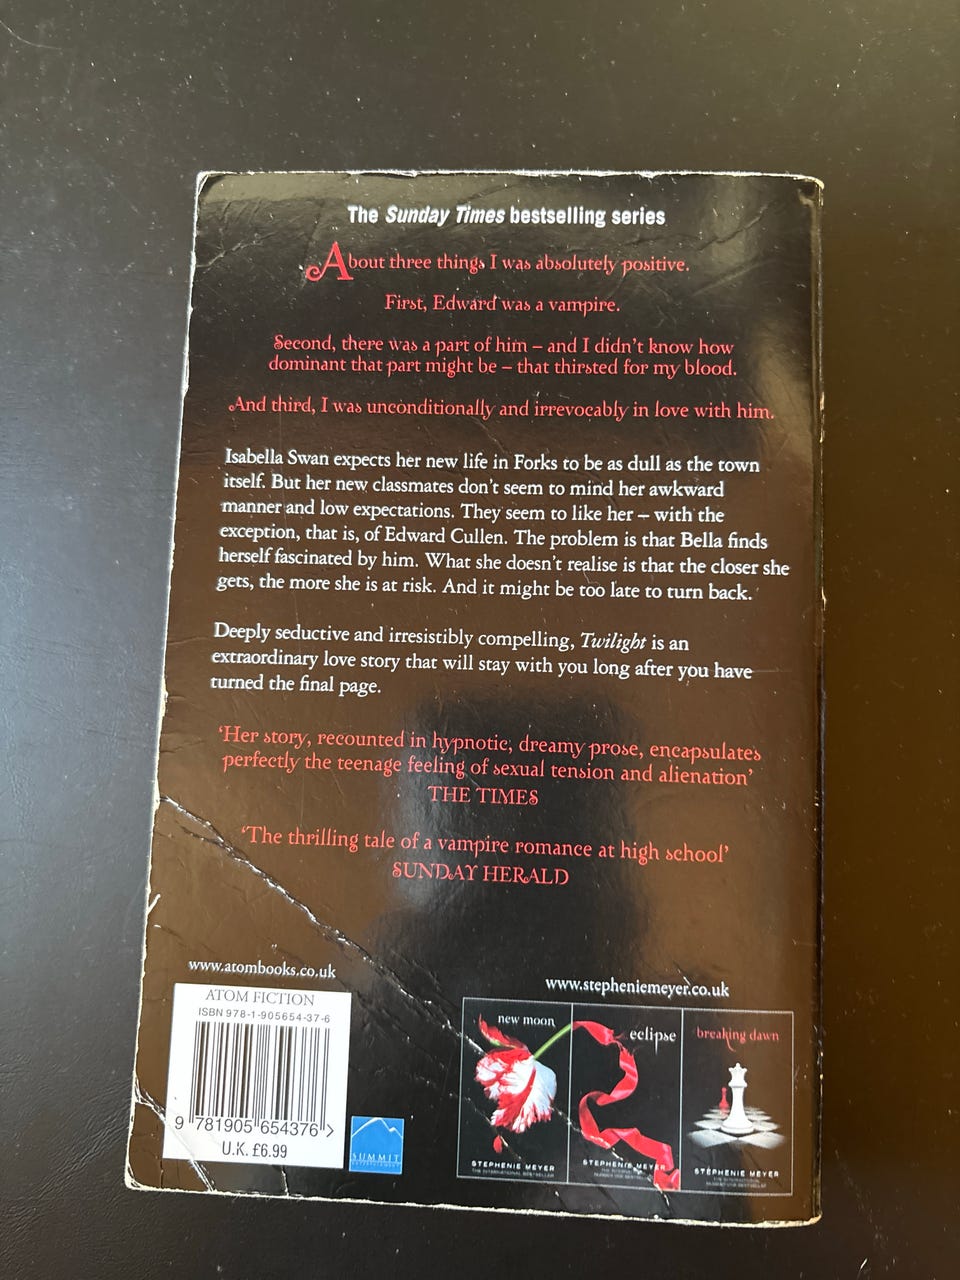 The Sunday Times bestselling series
About three things I was absolutely positive.
First, Edward was a vampire.
Second, there was a part of him – and I didn't know how
dominant that part might be – that thirsted for my blood.
And third, I was unconditionally and irrevocably in love with him.
Isabella Swan expects her new life in Forks to be as dull as the town
itself. But her new classmates don't seem to mind her awkward
manner and low expectations. They seem to like her – with the
exception, that is, of Edward Cullen. The problem is that Bella finds
herself fascinated by him. What she doesn't realise is that the closer she
gets, the more she is at risk. And it might be too late to turn back.
Deeply seductive and irresistibly compelling, Twilight is an
extraordinary love story that will stay with you long after you have
turned the final page.
'Her story, recounted in hypnotic, dreamy prose, encapsulates
perfectly the teenage feeling of sexual tension and alienation'
THE TIMES
'The thrilling tale of a vampire romance at high school'
SUNDAY HERALD
www.atombooks.co.uk
ATOM FICTION
ISBN 978-1-905654-37-6
9 781905 654376 >
U.K. £6.99
SUMMIT
www.stepheniemeyer.co.uk
new moon
STEPHENIE MEYER
THE INTERNATIONAL BESTSELLER
eclipse
STEPHENIE MEYER
breaking dawn
STEPHENIE MEYER